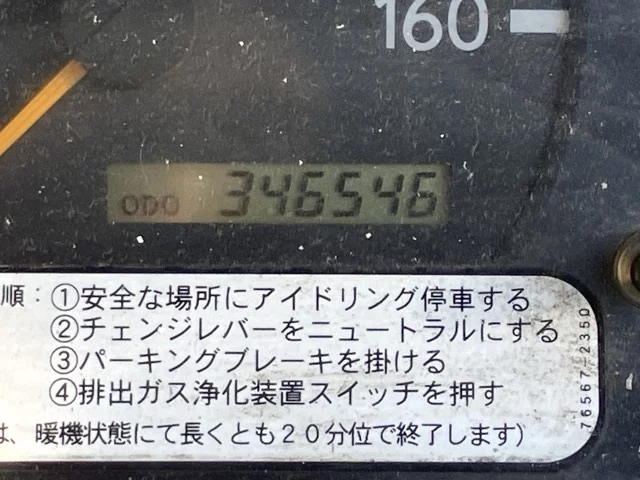 160
ODO 346546
順：①安全な場所にアイドリング停車する
②チェンジレバーをニュートラルにする
③パーキングブレーキを掛ける
④排出ガス浄化装置スイッチを押す
は、暖機状態にて長くとも２０分位で終了します）
76567-2350